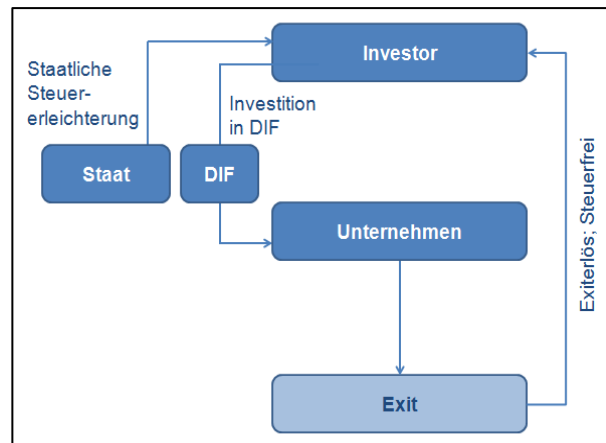 Investor
Staatliche
Steuer-
erleichterung
Investition
in DIF
Staat
DIF
Unternehmen
Exiterlös; Steuerfrei
Exit